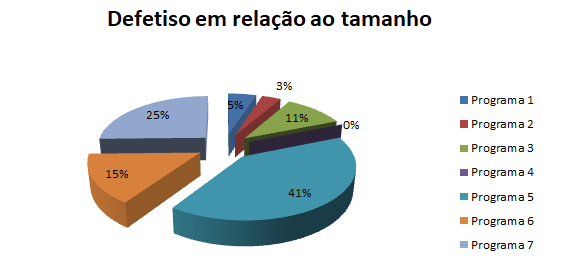 Defetiso em relação ao tamanho
5%
3%
11%
0%
41%
15%
25%
Programa 1
Programa 2
Programa 3
Programa 4
Programa 5
Programa 6
Programa 7